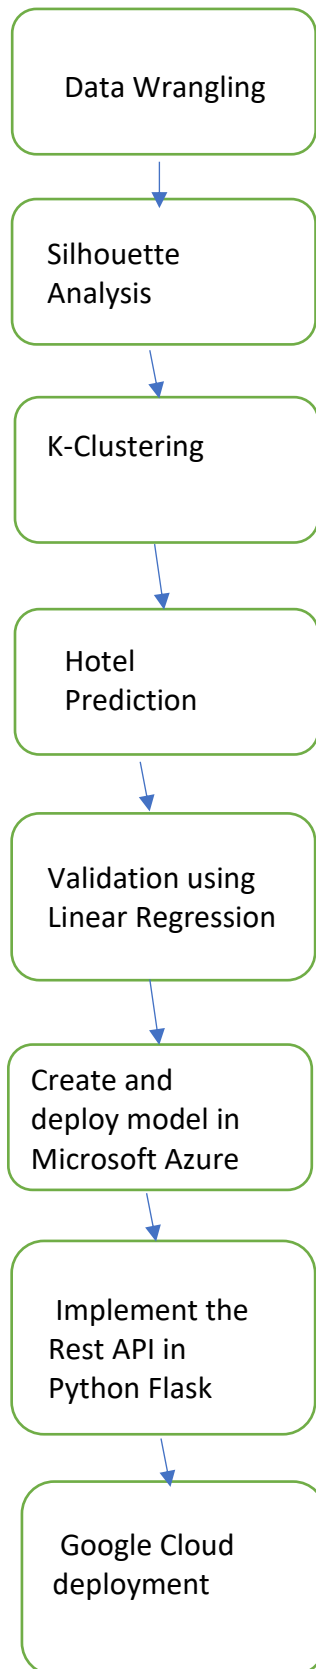 Data Wrangling
Silhouette
Analysis
K-Clustering
Hotel
Prediction
Validation using
Linear Regression
Create and
deploy model in
Microsoft Azure
Implement the
Rest API in
Python Flask
Google Cloud
deployment